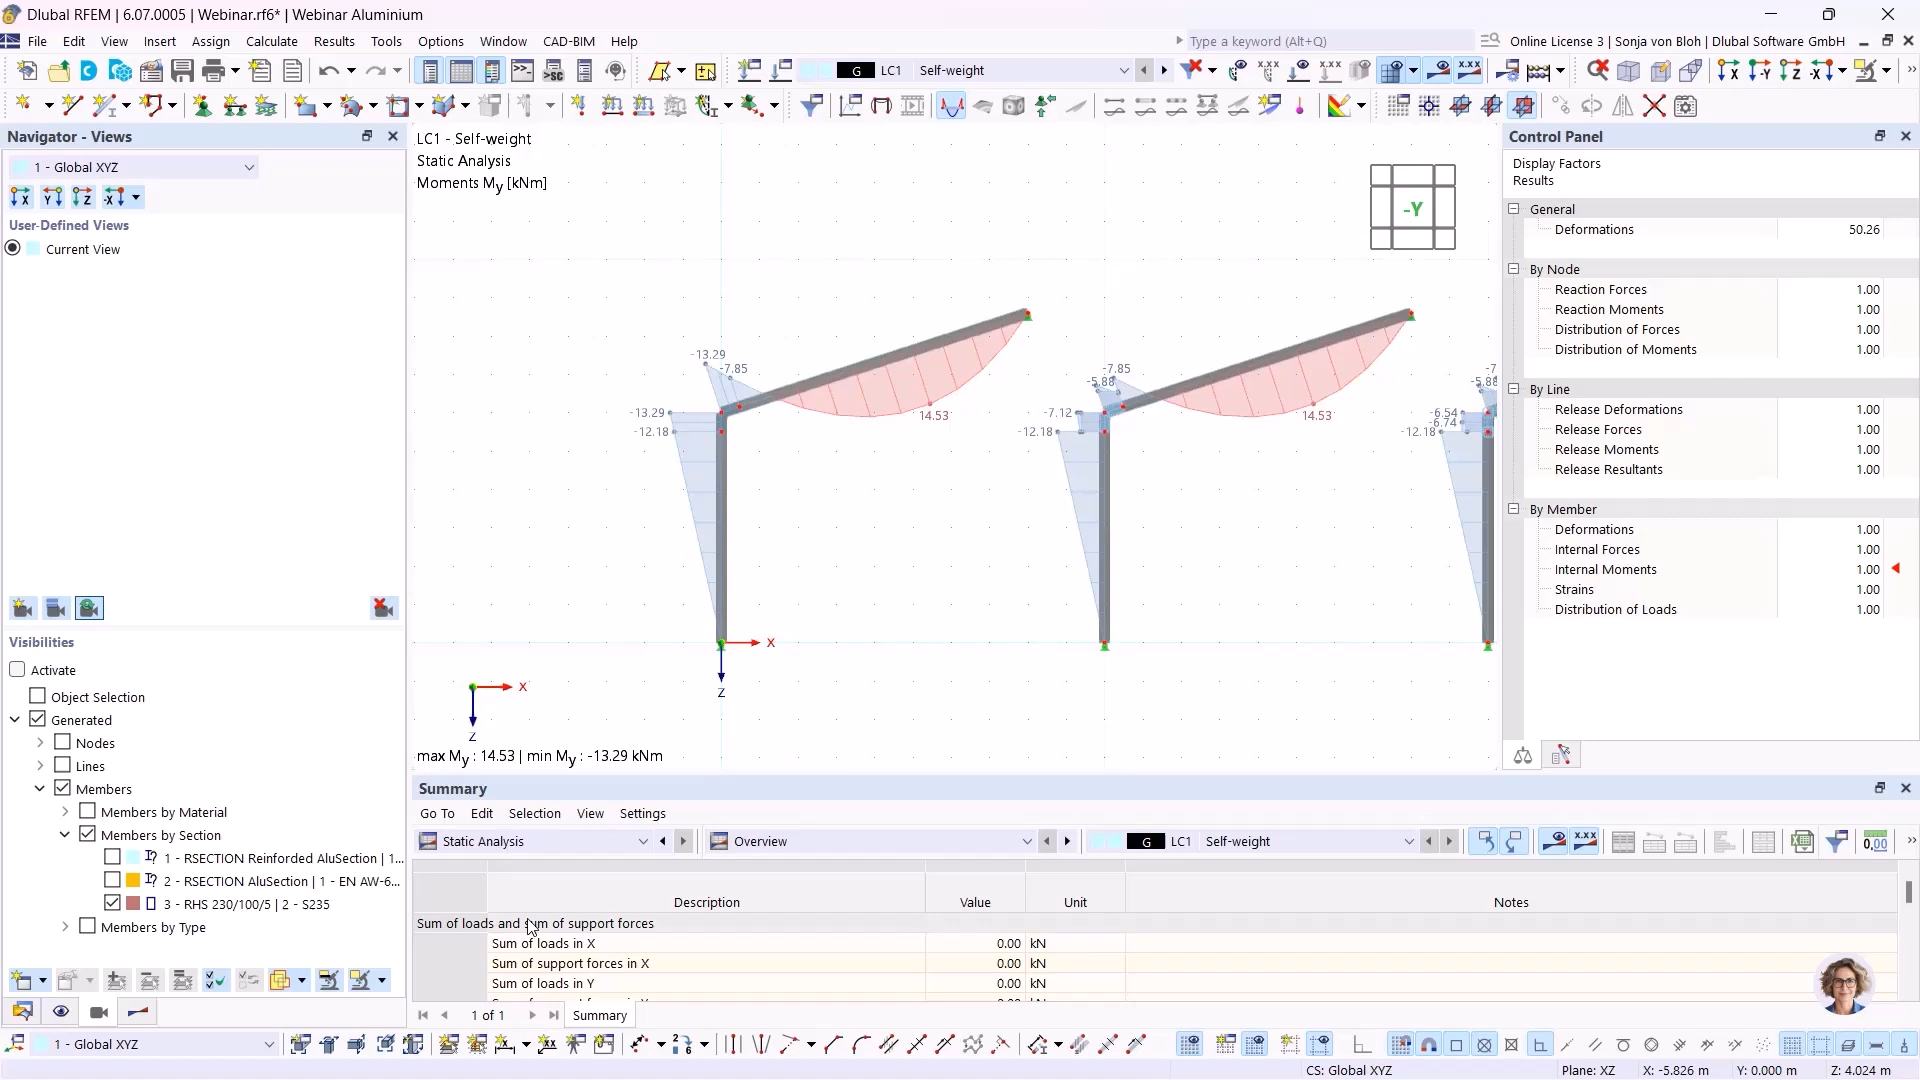 Dlubal RFEM | 6.07.0005 | Webinar.rf6* | Webinar Aluminium
File Edit View Insert Assign Calculate Results Tools Options Window CAD-BIM Help
Type a keyword (Alt+Q)
Online License 3 | Sonja von Bloh | Dlubal Software GmbH
G LC1 Self-weight
Navigator - Views
1 - Global XYZ
User-Defined Views
Current View
Visibilities
Activate
Object Selection
Generated
Nodes
Lines
Members
Members by Material
Members by Section
1 - RSECTION Reinforded AluSection | 1...
2 - RSECTION AluSection | 1 - EN AW-6...
3 - RHS 230/100/5 | 2 - S235
Members by Type
LC1 - Self-weight
Static Analysis
Moments My [kNm]
-Y
-13.29
-7.85
-13.29
-12.18
14.53
-7.85
-5.88
-7.12
-12.18
14.53
-5.88
-6.54
-6.74
-12.18
X
Z
X
Z
max My : 14.53 | min My : -13.29 kNm
Control Panel
Display Factors
Results
General
Deformations 50.26
By Node
Reaction Forces 1.00
Reaction Moments 1.00
Distribution of Forces 1.00
Distribution of Moments 1.00
By Line
Release Deformations 1.00
Release Forces 1.00
Release Moments 1.00
Release Resultants 1.00
By Member
Deformations 1.00
Internal Forces 1.00
Internal Moments 1.00
Strains 1.00
Distribution of Loads 1.00
Summary
Go To Edit Selection View Settings
Static Analysis Overview G LC1 Self-weight
Description Value Unit Notes
Sum of loads and sum of support forces
Sum of loads in X 0.00 kN
Sum of support forces in X 0.00 kN
Sum of loads in Y 0.00 kN
1 of 1 Summary
1 - Global XYZ
CS: Global XYZ Plane: XZ X: -5.826 m Y: 0.000 m Z: 4.024 m